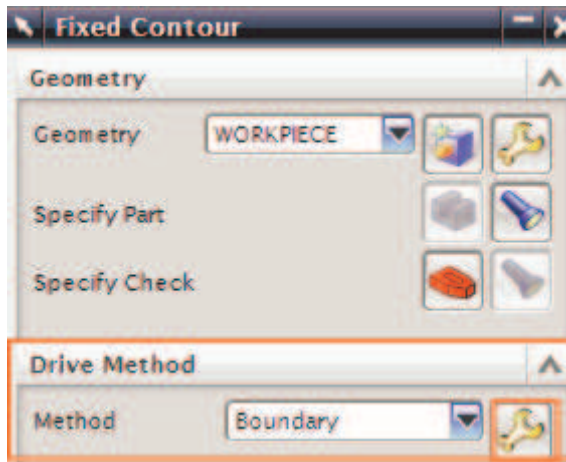 Fixed Contour
Geometry
Geometry WORKPIECE
Specify Part
Specify Check
Drive Method
Method Boundary